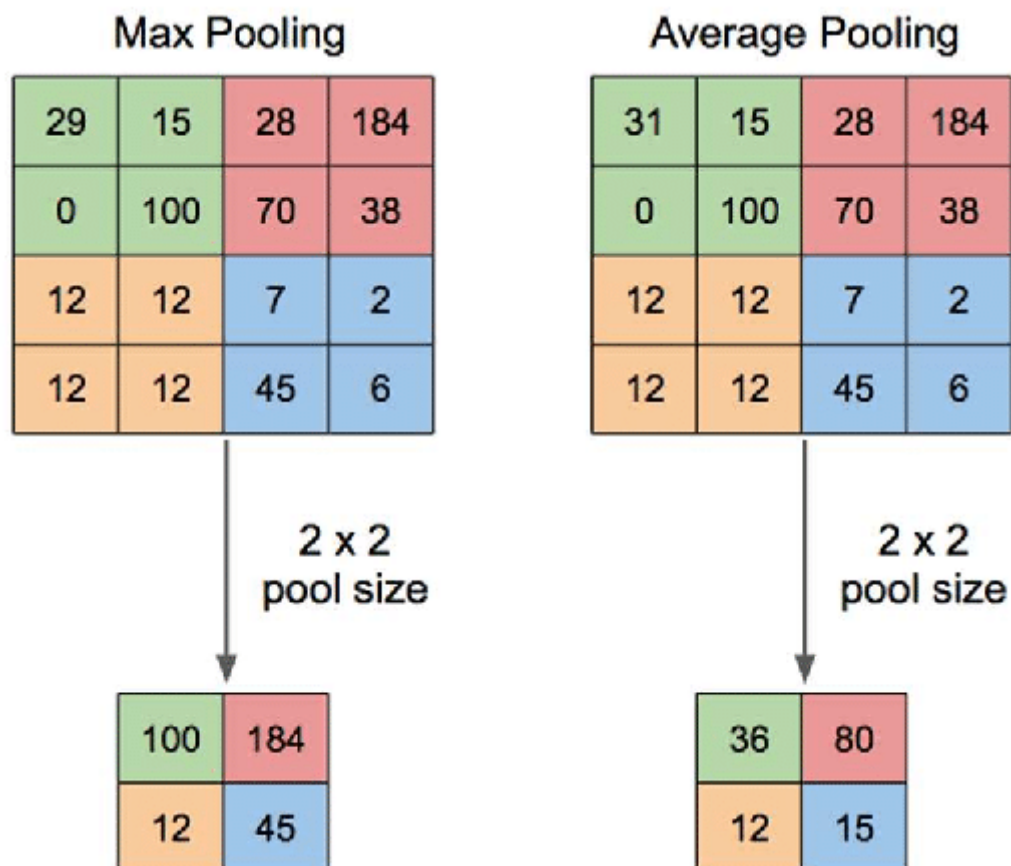 Max Pooling
29 15 28 184
0 100 70 38
12 12 7 2
12 12 45 6
2 x 2
pool size
100 184
12 45
Average Pooling
31 15 28 184
0 100 70 38
12 12 7 2
12 12 45 6
2 x 2
pool size
36 80
12 15